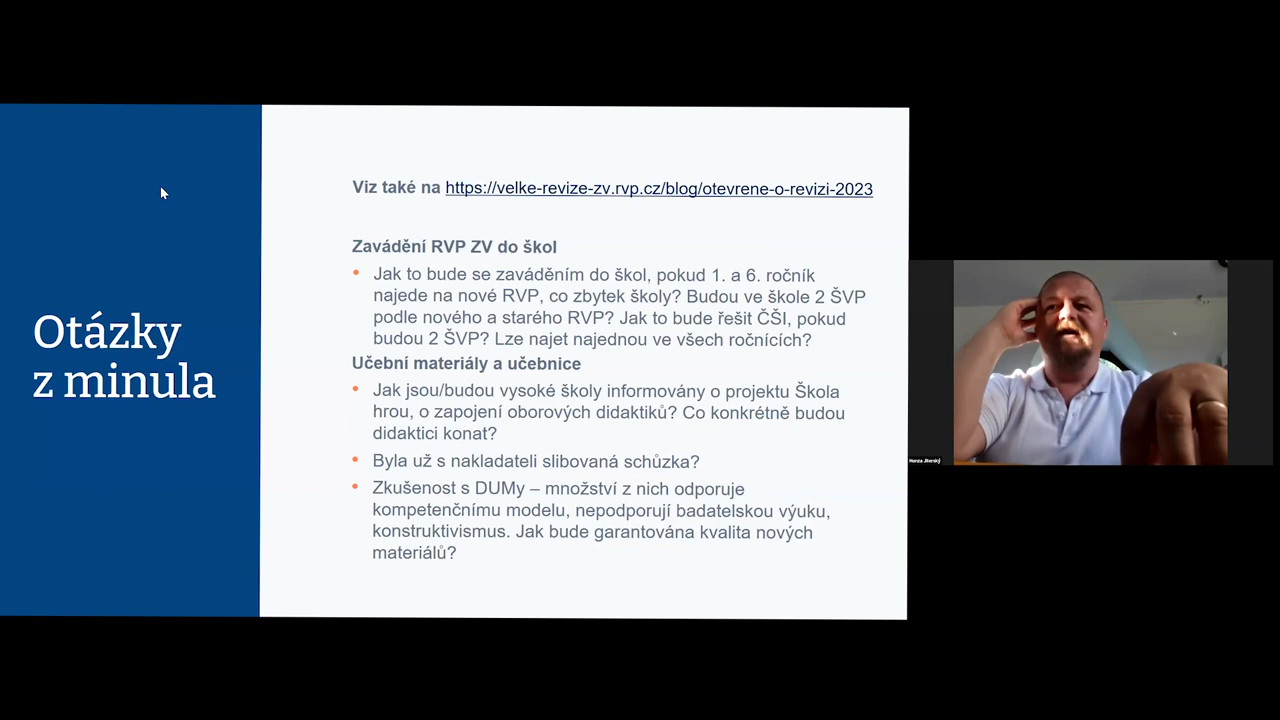 Otázky
z minula
Viz také na https://velke-revize-zv.rvp.cz/blog/otevrene-o-revizi-2023
Zavádění RVP ZV do škol
• Jak to bude se zaváděním do škol, pokud 1. a 6. ročník
najede na nové RVP, co zbytek školy? Budou ve škole 2 ŠVP
podle nového a starého RVP? Jak to bude řešit ČŠI, pokud
budou 2 ŠVP? Lze najet najednou ve všech ročnících?
Učební materiály a učebnice
• Jak jsou/budou vysoké školy informovány o projektu Škola
hrou, o zapojení oborových didaktiků? Co konkrétně budou
didaktici konat?
• Byla už s nakladateli slibovaná schůzka?
• Zkušenost s DUMy – množství z nich odporuje
kompetenčnímu modelu, nepodporují badatelskou výuku,
konstruktivismus. Jak bude garantována kvalita nových
materiálů?